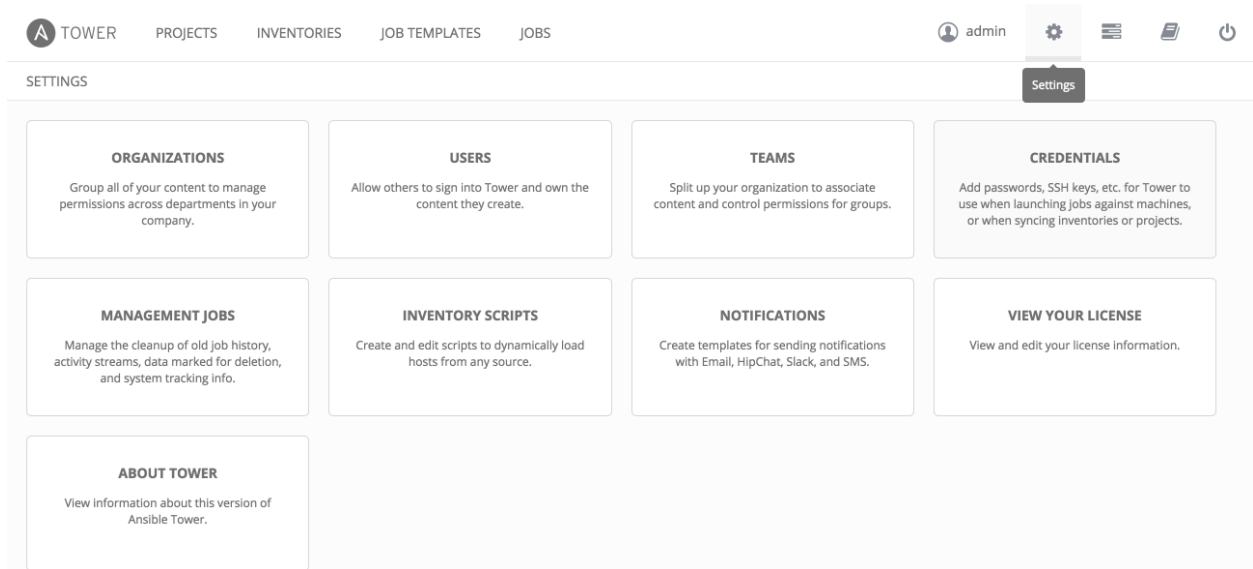 A TOWER PROJECTS INVENTORIES JOB TEMPLATES JOBS admin
SETTINGS
Settings
ORGANIZATIONS
Group all of your content to manage
permissions across departments in your
company.
USERS
Allow others to sign into Tower and own the
content they create.
TEAMS
Split up your organization to associate
content and control permissions for groups.
CREDENTIALS
Add passwords, SSH keys, etc. for Tower to
use when launching jobs against machines,
or when syncing inventories or projects.
MANAGEMENT JOBS
Manage the cleanup of old job history,
activity streams, data marked for deletion,
and system tracking info.
INVENTORY SCRIPTS
Create and edit scripts to dynamically load
hosts from any source.
NOTIFICATIONS
Create templates for sending notifications
with Email, HipChat, Slack, and SMS.
VIEW YOUR LICENSE
View and edit your license information.
ABOUT TOWER
View information about this version of
Ansible Tower.